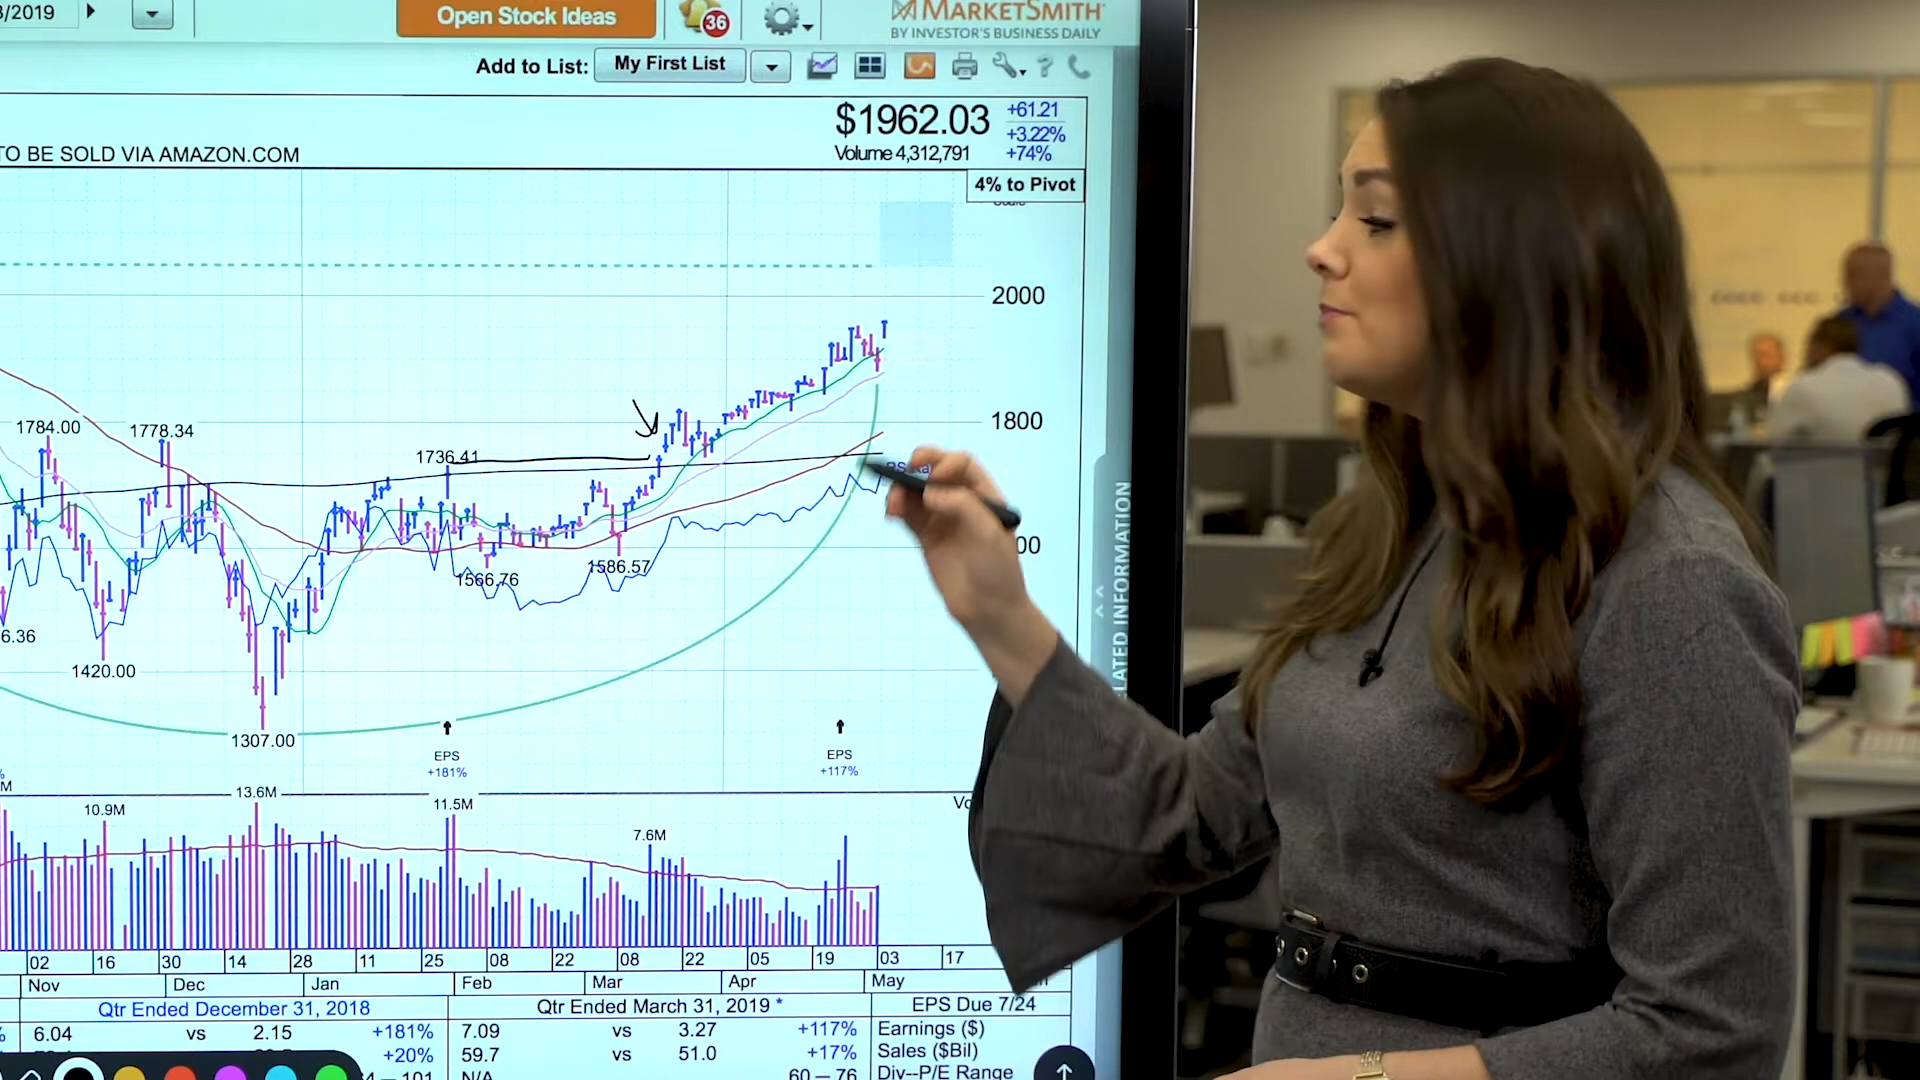 3/2019
Open Stock Ideas
36
MARKETSMITH
BY INVESTOR'S BUSINESS DAILY
Add to List:
My First List
?
$1962.03
+61.21
+3.22%
Volume 4,312,791
+74%
TO BE SOLD VIA AMAZON.COM
4% to Pivot
2000
1800
00
1784.00
1778.34
1736.41
1566.76
1586.57
6.36
1420.00
1307.00
EPS
+181%
EPS
+117%
M
10.9M
13.6M
11.5M
7.6M
02 16 30 14 28 11 25 08 22 08 22 05 19 03 17
Nov Dec Jan Feb Mar Apr May
Qtr Ended December 31, 2018
Qtr Ended March 31, 2019 *
EPS Due 7/24
6.04 vs 2.15 +181%
7.09 vs 3.27 +117%
Earnings ($)
+20%
59.7 vs 51.0 +17%
Sales ($Bil)
N/A
60 – 76
Div--P/E Range
LATED INFORMATION